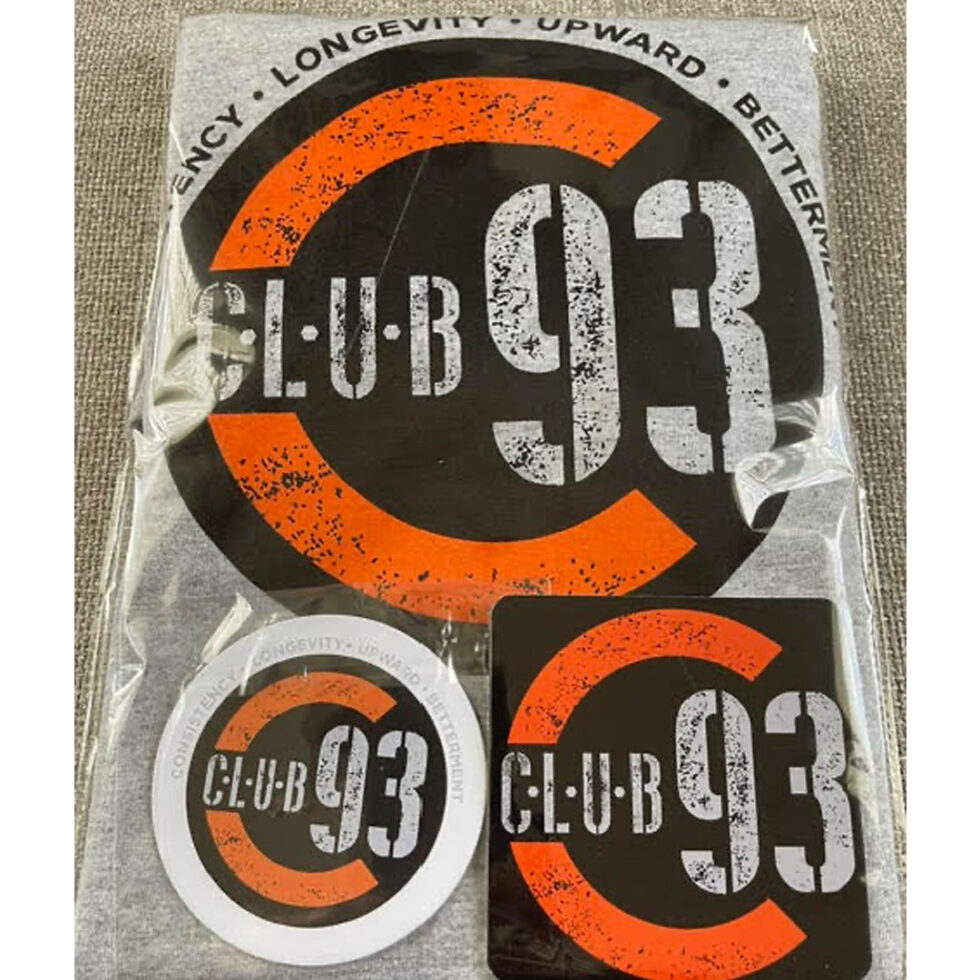 ENCY • LONGEVITY • UPWARD • BETTERME
C·L·U·B 93
CONSISTENCY • LONGEVITY • UPWARD • BETTERMENT
C·L·U·B 93
C·L·U·B 93